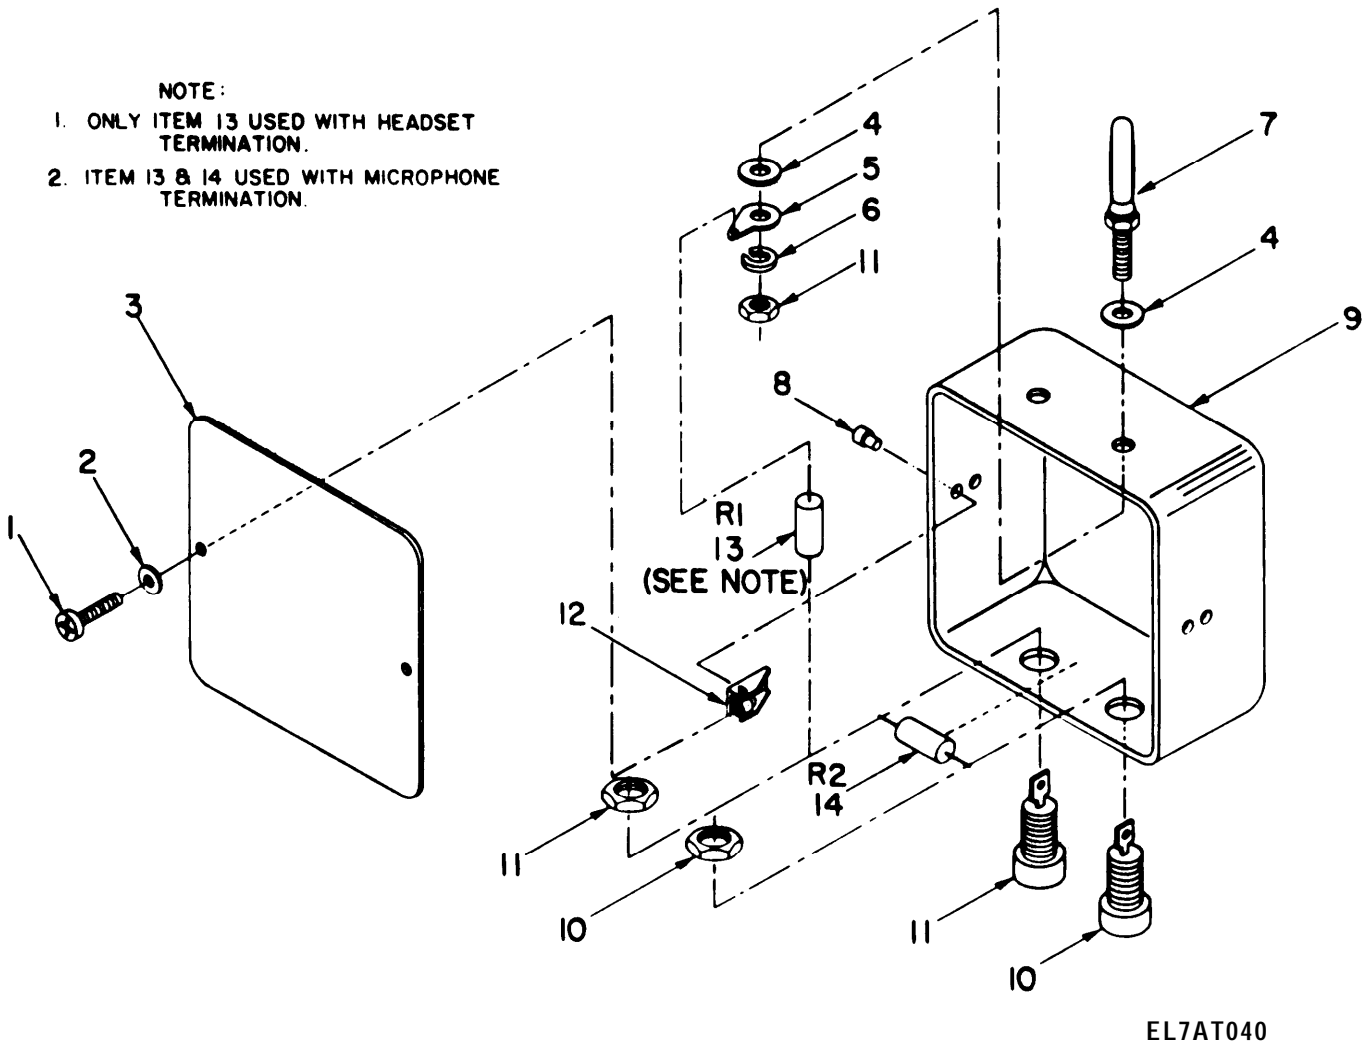 NOTE:
1. ONLY ITEM 13 USED WITH HEADSET
TERMINATION.
2. ITEM 13 & 14 USED WITH MICROPHONE
TERMINATION.
4
5
6
11
7
4
9
3
8
2
1
R1
13
(SEE NOTE)
12
R2
14
11
10
11
10
EL7AT040